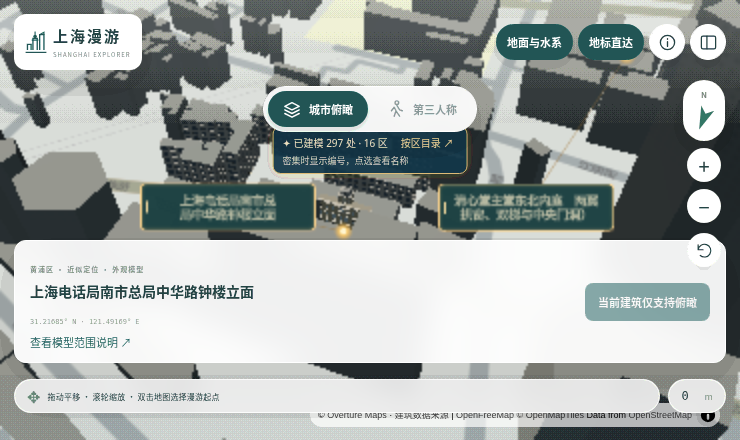 上海漫游
SHANGHAI EXPLORER
地面与水系
地标直达
N
城市俯瞰
第三人称
✦ 已建模 297 处 · 16 区 按区目录 ↗
密集时显示编号，点选查看名称
上海电话局南市总
局中华路钟楼立面
+
−
黄浦区 · 近似定位 · 外观模型
上海电话局南市总局中华路钟楼立面
31.21685° N · 121.49169° E
查看模型范围说明 ↗
当前建筑仅支持俯瞰
拖动平移 · 滚轮缩放 · 双击地图选择漫游起点
0 m
© Overture Maps · 建筑数据来源 | OpenFreeMap © OpenMapTiles Data from OpenStreetMap